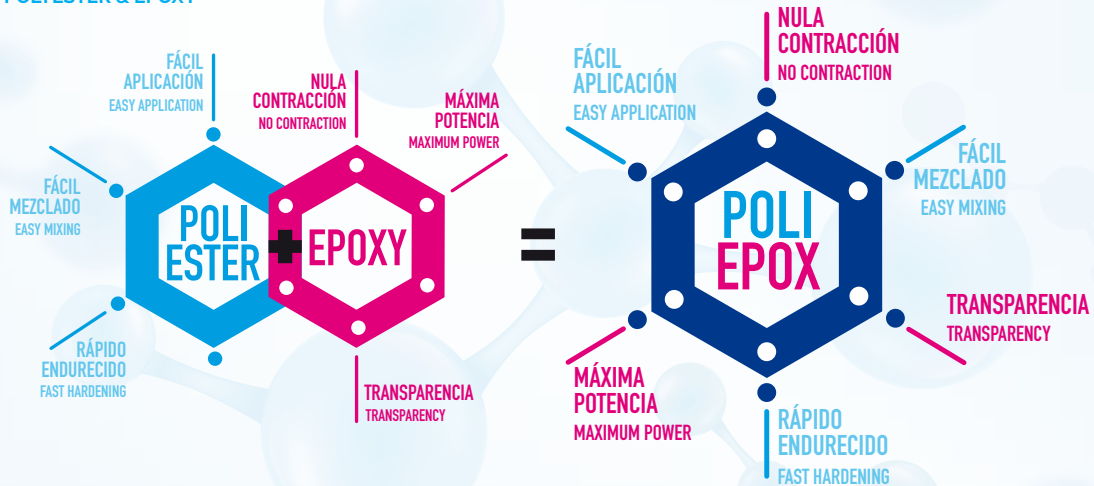 POLIESTER & EPOXY
FÁCIL
APLICACIÓN
EASY APPLICATION
FÁCIL
MEZCLADO
EASY MIXING
RÁPIDO
ENDURECIDO
FAST HARDENING
POLI
ESTER
+
NULA
CONTRACCIÓN
NO CONTRACTION
MÁXIMA
POTENCIA
MAXIMUM POWER
EPOXY
TRANSPARENCIA
TRANSPARENCY
=
NULA
CONTRACCIÓN
NO CONTRACTION
FÁCIL
APLICACIÓN
EASY APPLICATION
FÁCIL
MEZCLADO
EASY MIXING
POLI
EPOX
TRANSPARENCIA
TRANSPARENCY
MÁXIMA
POTENCIA
MAXIMUM POWER
RÁPIDO
ENDURECIDO
FAST HARDENING